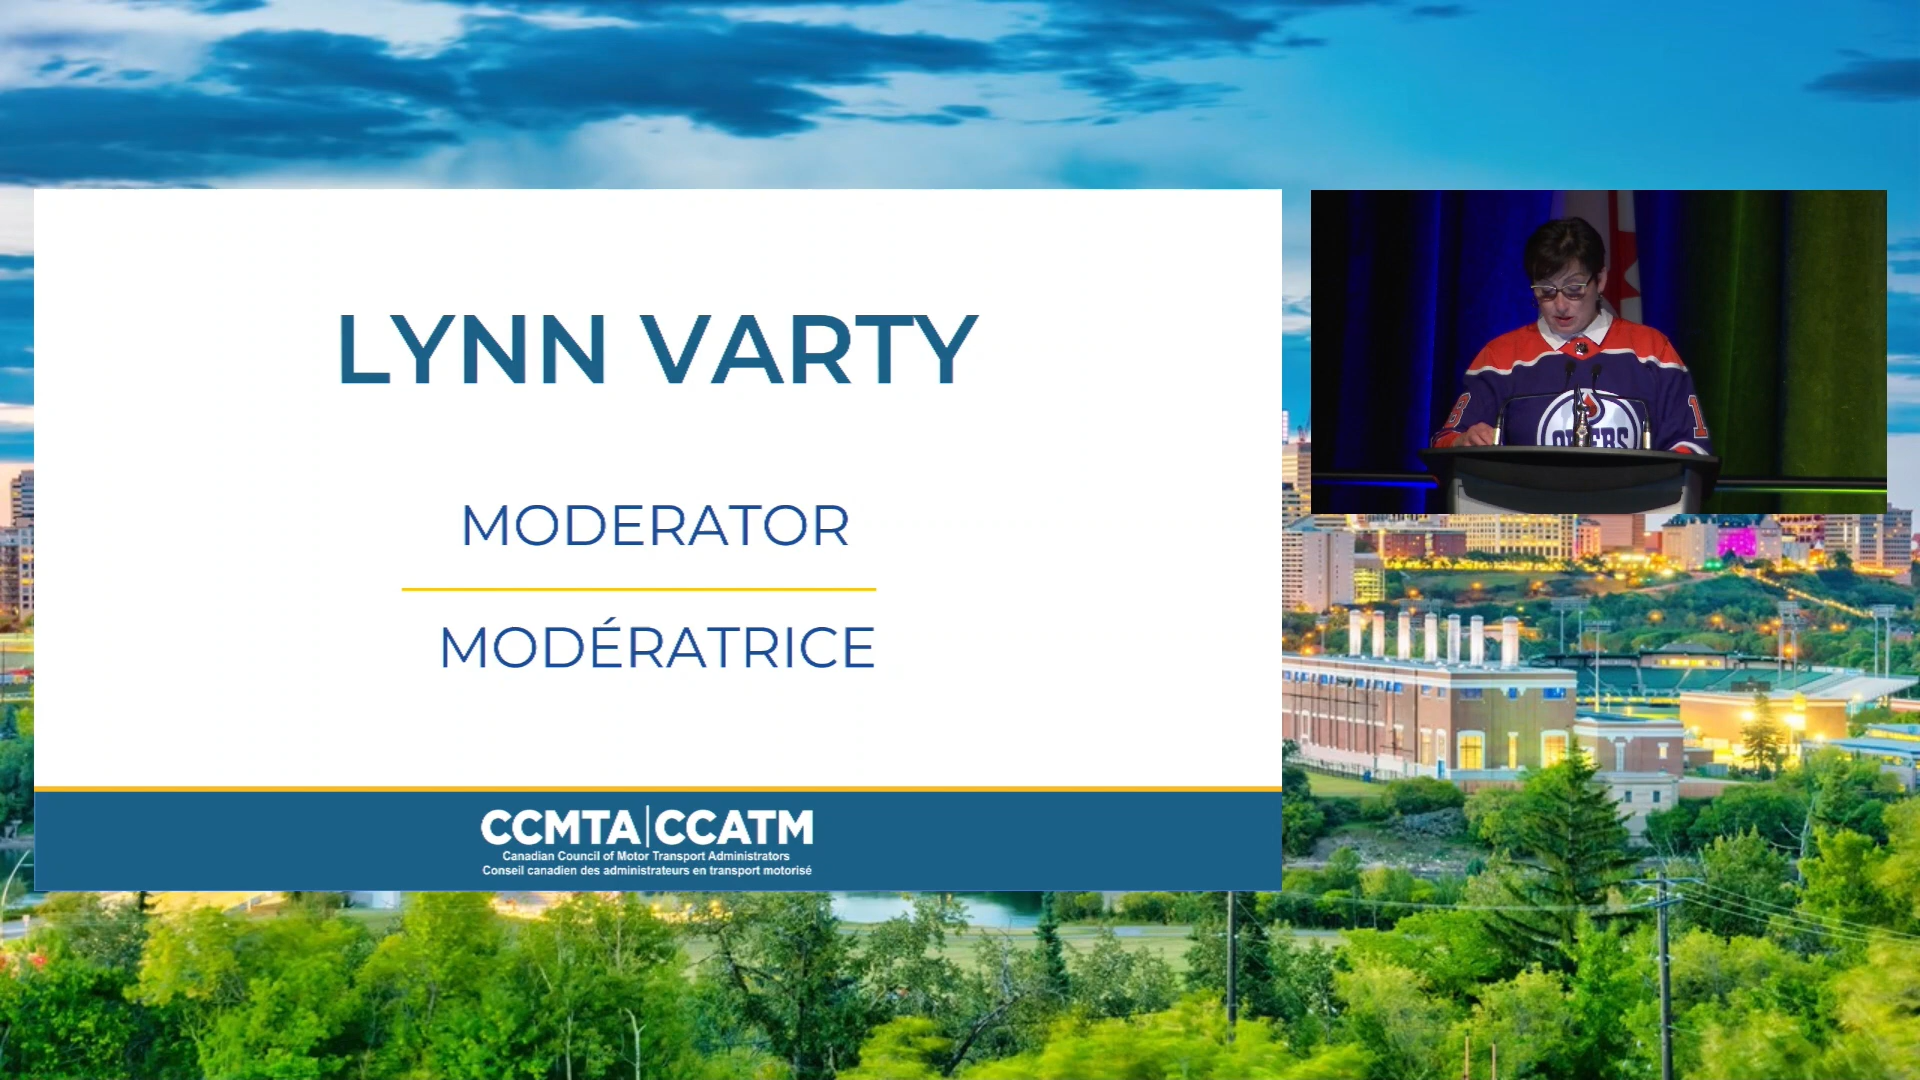 LYNN VARTY
MODERATOR
MODÉRATRICE
CCMTA|CCATM
Canadian Council of Motor Transport Administrators
Conseil canadien des administrateurs en transport motorisé